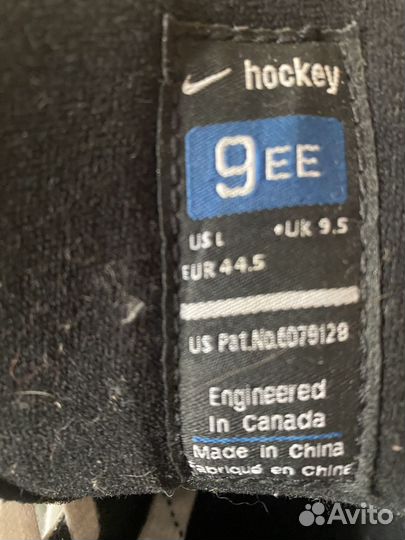 hockey
9EE
US L •UK 9.5
EUR 44.5
US Pat.No.6079128
Engineered
In Canada
Made in China
Fabriqué en CHINE
Avito